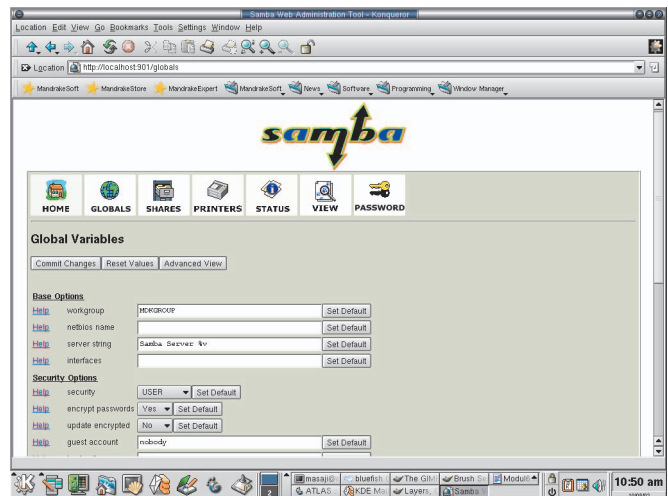 Samba Web Administration Tool - Konqueror
Location Edit View Go Bookmarks Tools Settings Window Help
Location http://localhost:901/globals
MandrakeSoft MandrakeStore MandrakeExpert MandrakeSoft News Software Programming Window Manager
samba
HOME GLOBALS SHARES PRINTERS STATUS VIEW PASSWORD
Global Variables
Commit Changes Reset Values Advanced View
Base Options
Help workgroup MDKGROUP Set Default
Help netbios name Set Default
Help server string Samba Server %v Set Default
Help interfaces Set Default
Security Options
Help security USER Set Default
Help encrypt passwords Yes Set Default
Help update encrypted No Set Default
Help guest account nobody Set Default
2 masaji@ bluefish The GIM Brush Se Modul6
ATLAS KDE Ma Layers, Samba W
10:50 am